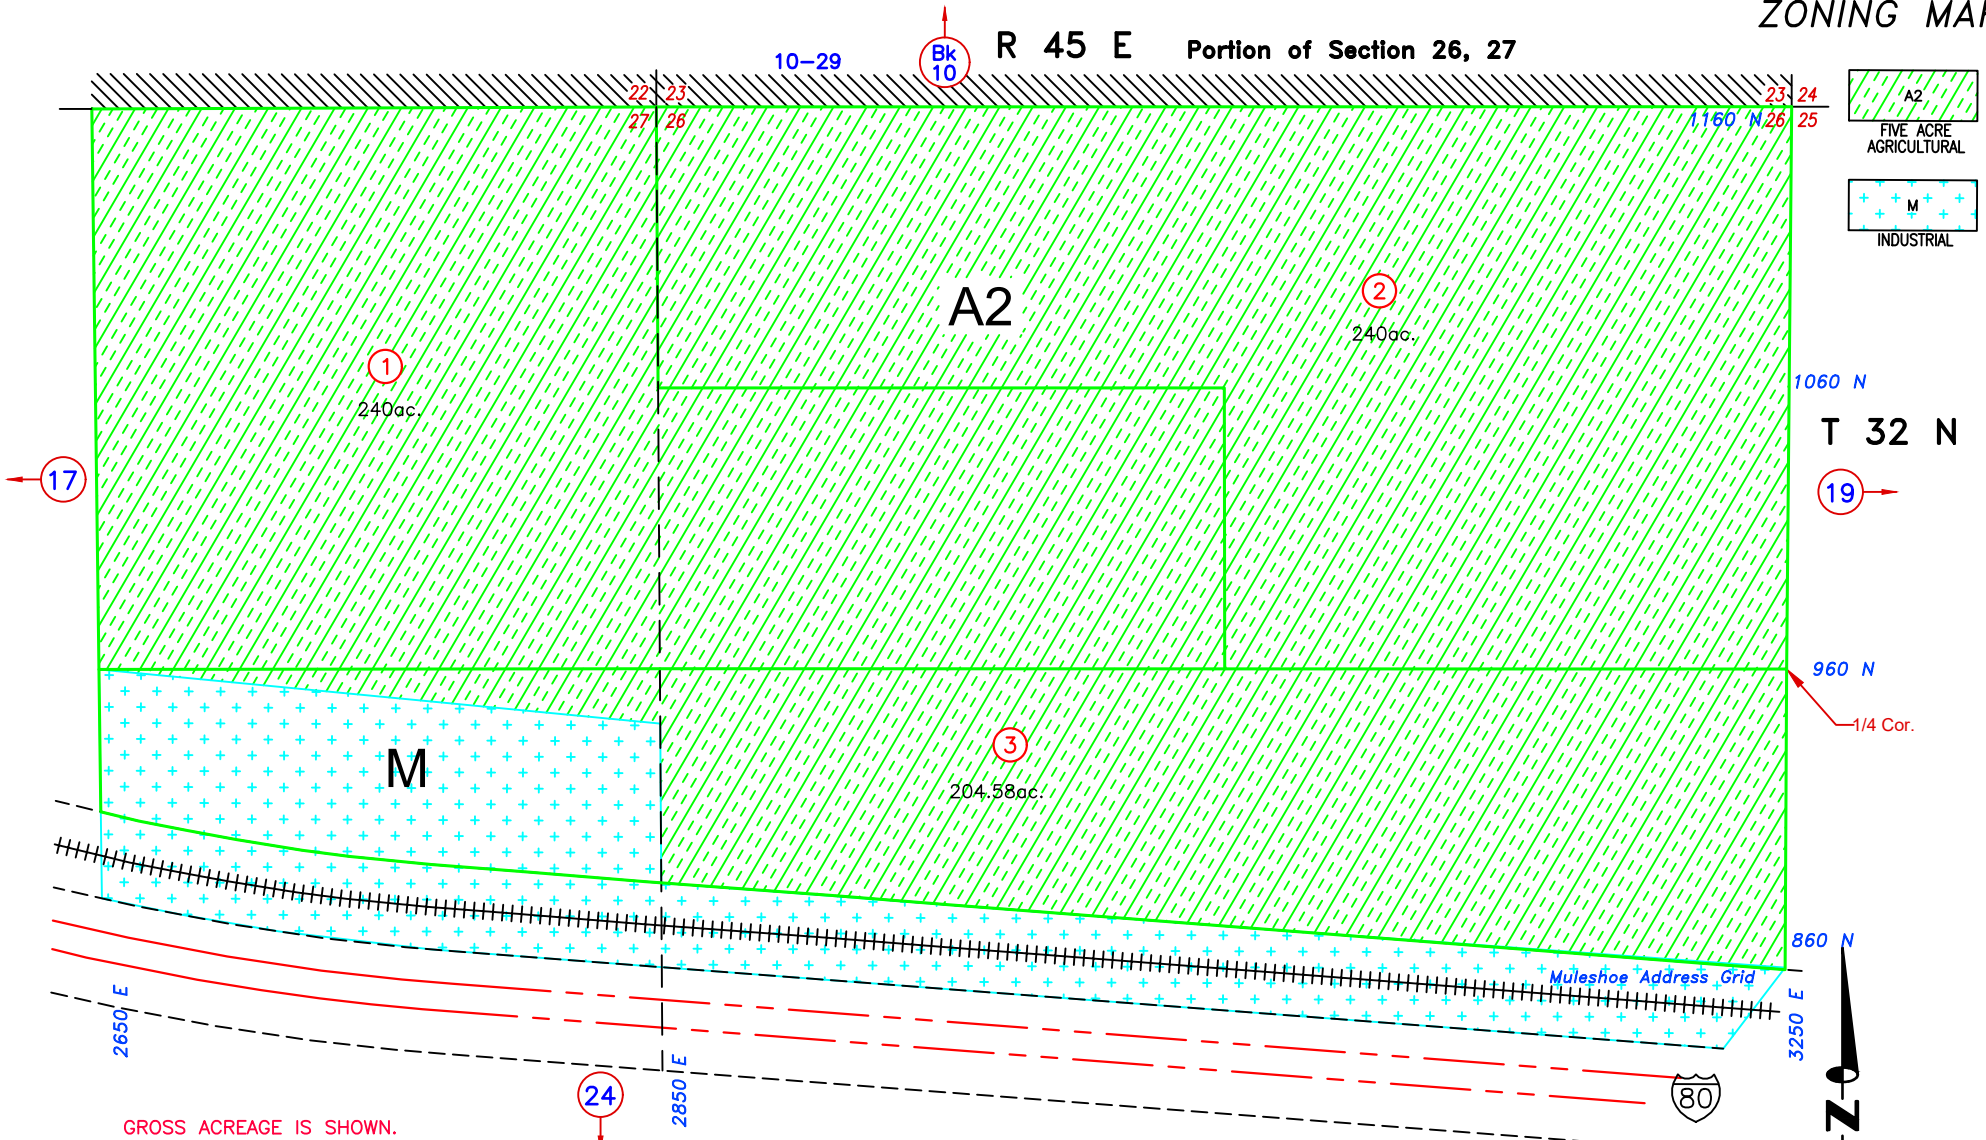 ZONING MAP
R 45 E
Portion of Section 26, 27
10-29
Bk
10
22 23
27 26
23 24
26 25
1160 N
A2
FIVE ACRE
AGRICULTURAL
M
INDUSTRIAL
A2
2
240ac.
1
240ac.
1060 N
T 32 N
17
19
960 N
1/4 Cor.
3
204.58ac.
M
860 N
Muleshoe Address Grid
2650 E
2850 E
3250 E
24
80
N
GROSS ACREAGE IS SHOWN.